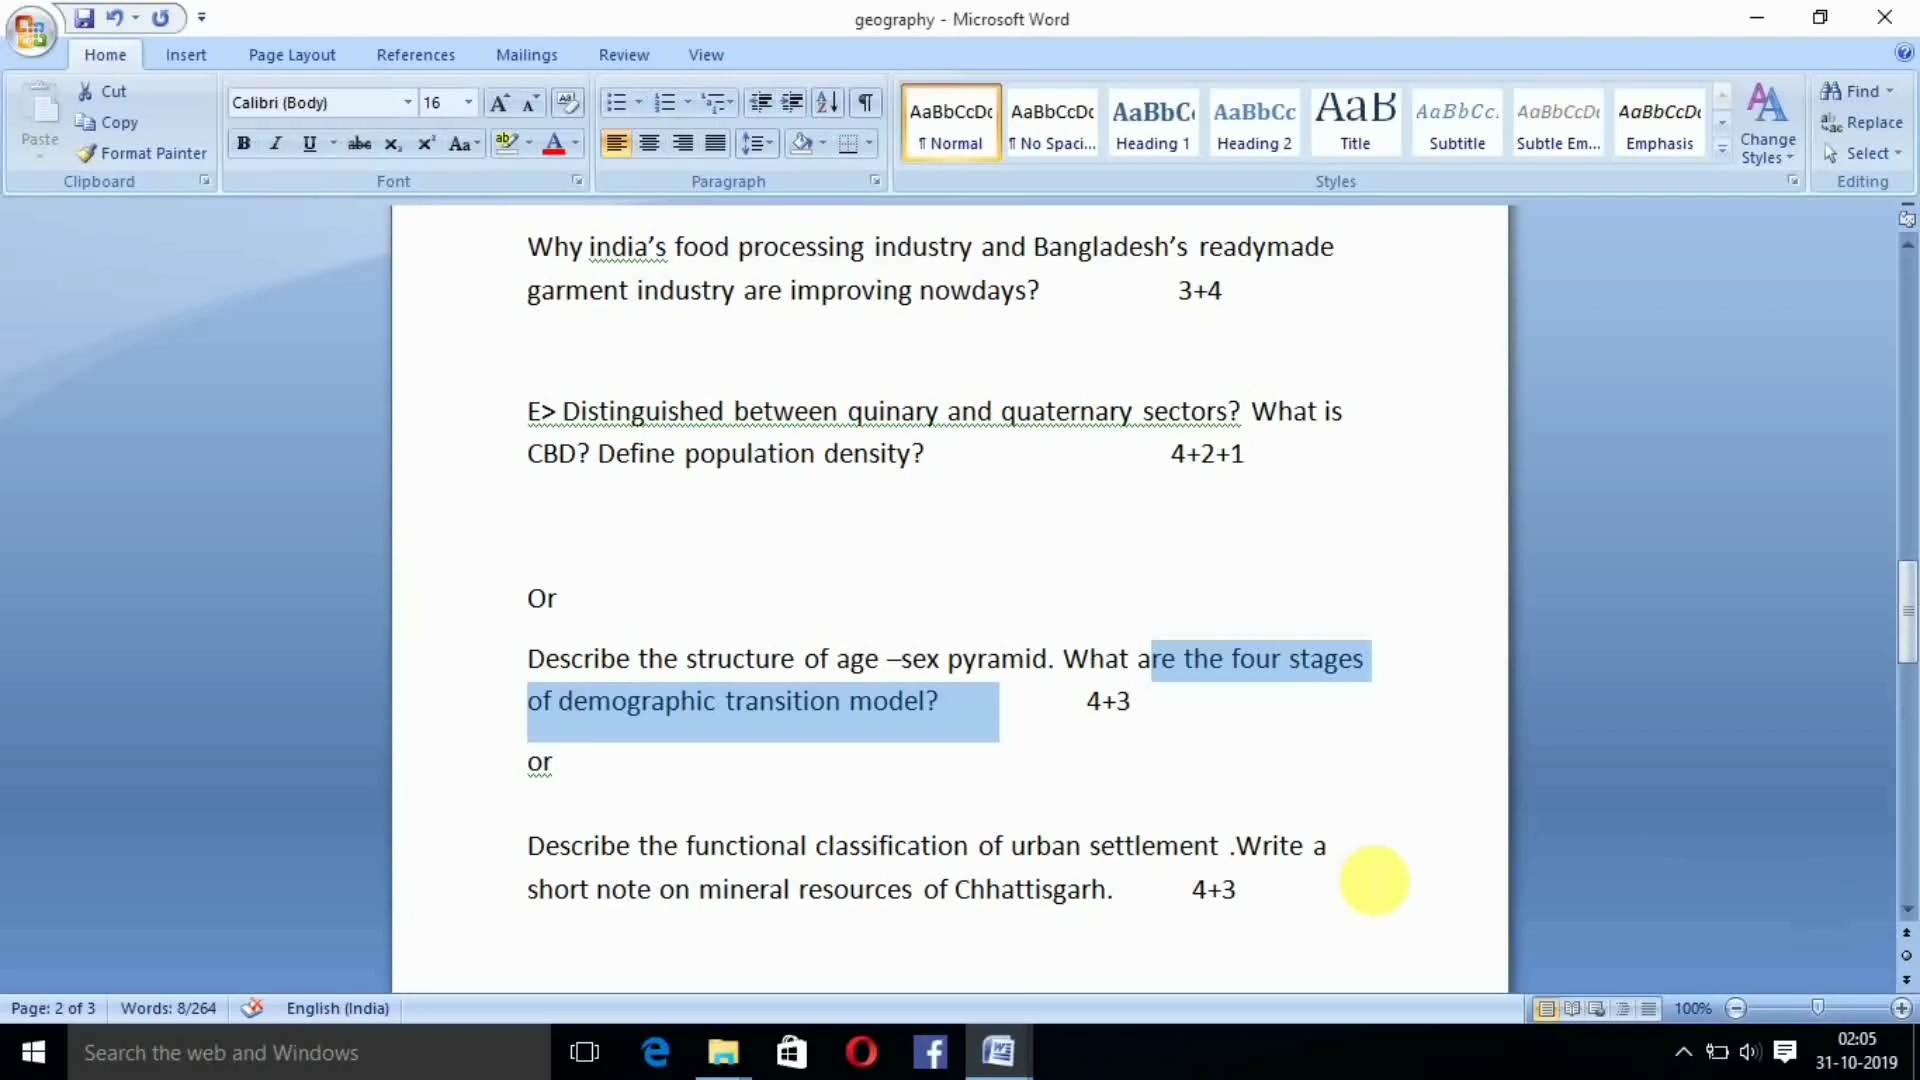 geography - Microsoft Word
Home Insert Page Layout References Mailings Review View
Paste
Cut
Copy
Format Painter
Clipboard
Calibri (Body) 16
Font
Paragraph
AaBbCcDc AaBbCcDc AaBbC AaBbCc AaB AaBbCc. AaBbCcDc AaBbCcDc
¶ Normal ¶ No Spaci... Heading 1 Heading 2 Title Subtitle Subtle Em... Emphasis
Change Styles
Styles
Find
Replace
Select
Editing
Why india’s food processing industry and Bangladesh’s readymade
garment industry are improving nowdays? 3+4
E> Distinguished between quinary and quaternary sectors? What is
CBD? Define population density? 4+2+1
Or
Describe the structure of age –sex pyramid. What are the four stages
of demographic transition model? 4+3
or
Describe the functional classification of urban settlement .Write a
short note on mineral resources of Chhattisgarh. 4+3
Page: 2 of 3 Words: 8/264 English (India) 100%
Search the web and Windows
02:05
31-10-2019